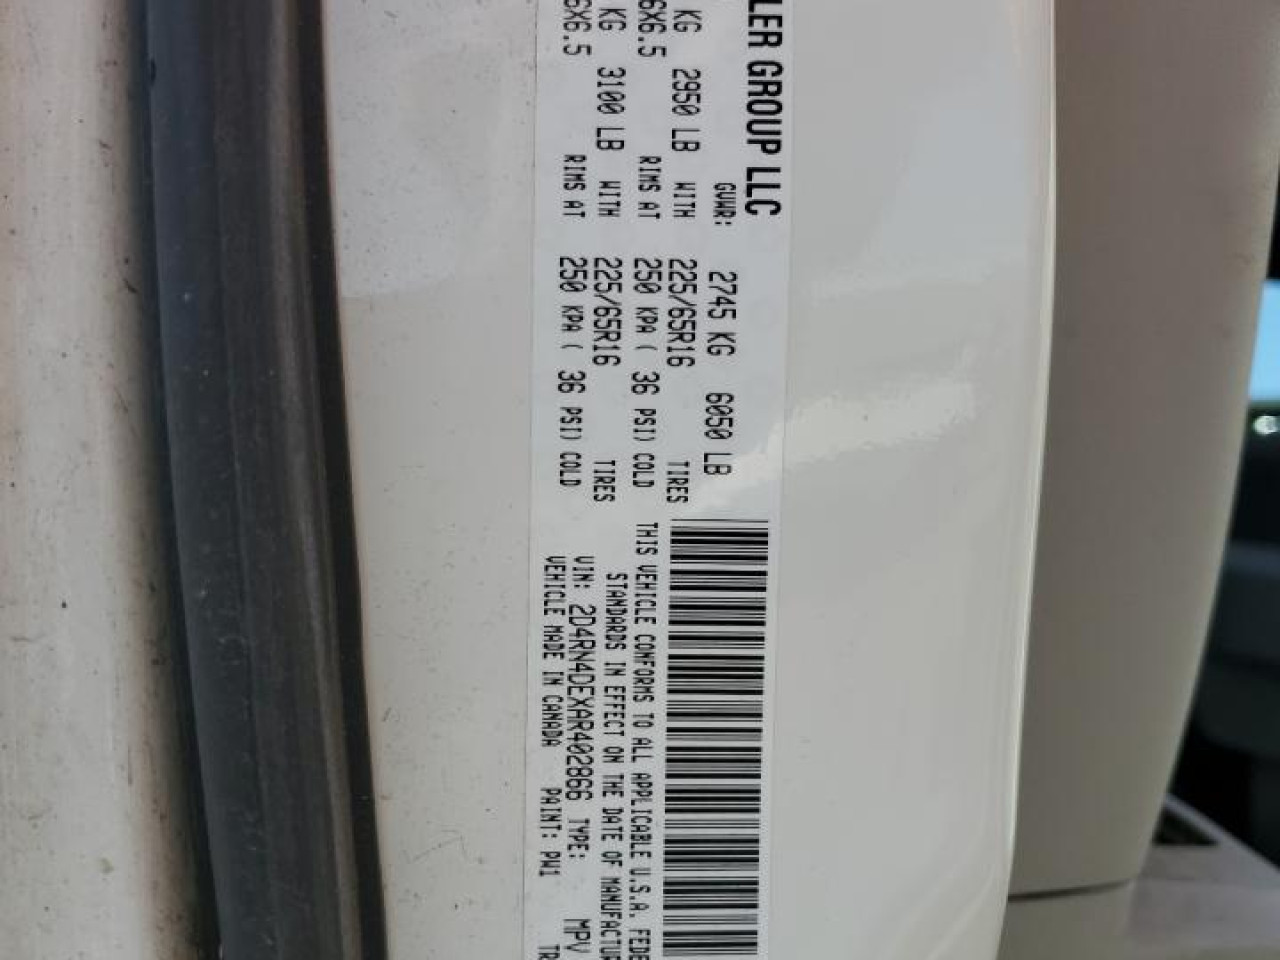 LER GROUP LLC
GVWR: 2745 KG 6050 LB
KG 2950 LB WITH 225/65R16 TIRES
6X6.5 RIMS AT 250 KPA ( 36 PSI) COLD
KG 3100 LB WITH 225/65R16 TIRES
6X6.5 RIMS AT 250 KPA ( 36 PSI) COLD
THIS VEHICLE CONFORMS TO ALL APPLICABLE U.S.A. FEDE
STANDARDS IN EFFECT ON THE DATE OF MANUFACTUR
VIN: 2D4RN4DEXAR402866 TYPE: MPV
VEHICLE MADE IN CANADA PAINT: PW1 TR